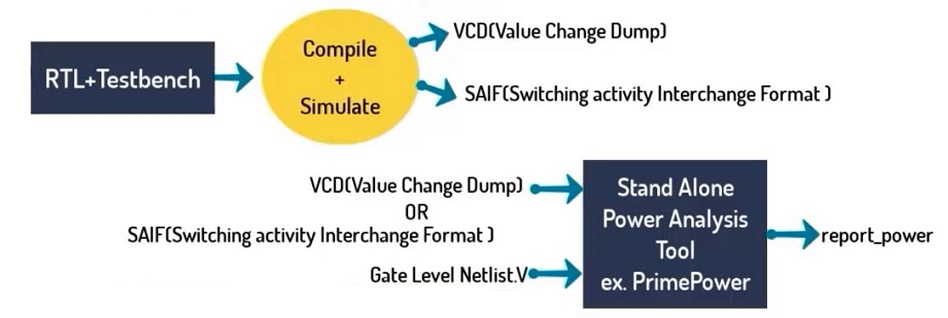 RTL+Testbench
Compile
+
Simulate
VCD(Value Change Dump)
SAIF(Switching activity Interchange Format )
VCD(Value Change Dump)
OR
SAIF(Switching activity Interchange Format )
Gate Level Netlist.V
Stand Alone
Power Analysis
Tool
ex. PrimePower
report_power